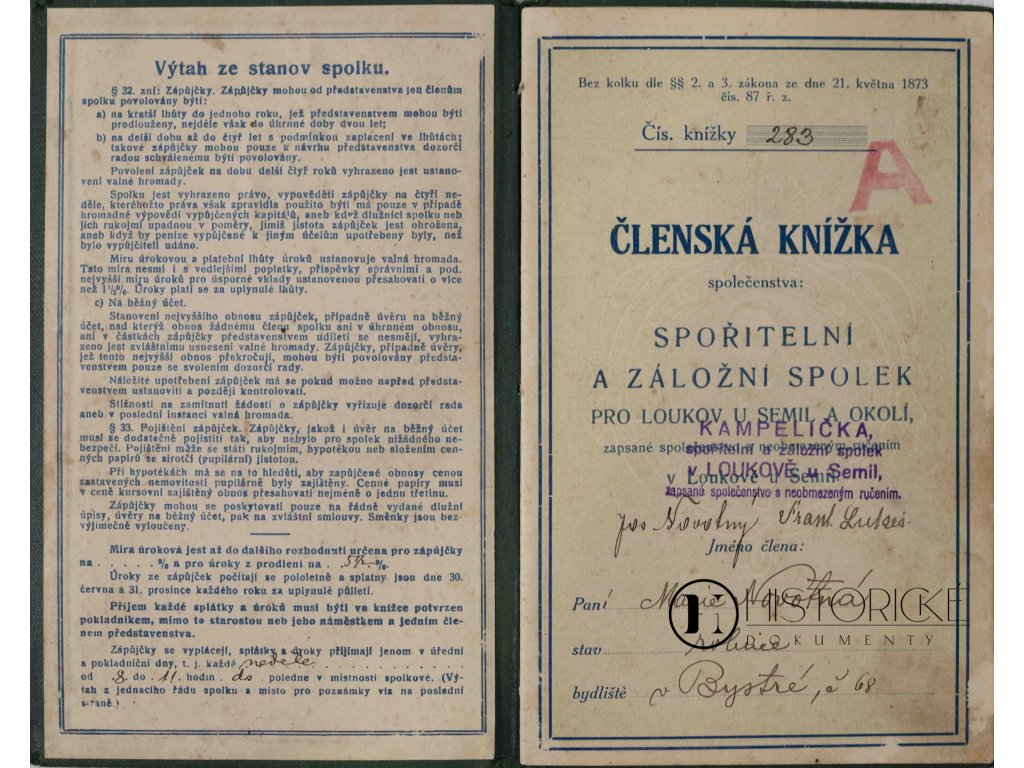 Výtah ze stanov spolku.
§ 32. zní: Zápůjčky. Zápůjčky mohou od představenstva jen členům
spolku povolovány býti:
a) na kratší lhůty do jednoho roku, jež představenstvem mohou býti
prodlouženy, nejdéle však do úhrnné doby dvou let;
b) na delší dobu až do čtyř let s podmínkou zaplacení ve lhůtách;
takové zápůjčky mohou pouze k návrhu představenstva dozorčí
radou schválenému býti povolovány.
Povolení zápůjček na dobu delší čtyř roků vyhrazeno jest ustano-
vení valné hromady.
Spolku jest vyhrazeno právo, vypověděti zápůjčky na čtyři ne-
děle, kteréhožto práva však zpravidla použito býti má pouze v případě
hromadné výpovědi vypůjčených kapitálů, aneb když dlužníci spolku neb
jich rukojmí upadnou v poměry, jimiž jistota zápůjček jest ohrožena,
aneb když by peníze vypůjčené k jiným účelům upotřebeny byly, než
bylo vypůjčiteli udáno.
Míru úrokovou a platební lhůty úroků ustanovuje valná hromada.
Tato míra nesmí i s vedlejšími poplatky, příspěvky správními a pod.
nejvyšší míru úroků pro úsporné vklady ustanovenou přesahovati o více
než 1½%. Úroky platí se za uplynulé lhůty.
c) Na běžný účet.
Stanovení nejvyššího obnosu zápůjček, případně úvěru na běžný
účet, nad kterýž obnos žádnému členu spolku ani v úhrnném obnosu,
ani v částkách zápůjčky představenstvem udíleti se nesmějí, vyhra-
zeno jest zvláštnímu usnesení valné hromady. Zápůjčky, případně úvěry,
jež tento nejvyšší obnos překročují, mohou býti povolovány předsta-
venstvem pouze se svolením dozorčí rady.
Náležité upotřebení zápůjček má se pokud možno napřed předsta-
venstvem ustanoviti a později kontrolovati.
Stížnosti na zamítnutí žádosti o zápůjčky vyřizuje dozorčí rada
aneb v poslední instanci valná hromada.
§ 33. Pojištění zápůjček. Zápůjčky, jakož i úvěr na běžný účet
musí se dodatečně pojistiti tak, aby nebylo pro spolek nižádného ne-
bezpečí. Pojištění může se státi rukojmím, hypotékou neb složením cen-
ných papírů se sirotčí (pupilární) jistotou.
Při hypotékách má se na to hleděti, aby zapůjčené obnosy cenou
zastavených nemovitostí pupilárně byly zajištěny. Cenné papíry musí
v ceně kursovní zajištěný obnos přesahovati nejméně o jednu třetinu.
Zápůjčky mohou se poskytovati pouze na řádně vydané dlužní
úpisy, úvěry na běžný účet, pak na zvláštní smlouvy. Směnky jsou bez-
výjimečně vyloučeny.
Míra úroková jest až do dalšího rozhodnutí určena pro zápůjčky
na . . . . . . % a pro úroky z prodlení na . 5½ %.
Úroky ze zápůjček počítají se pololetně a splatny jsou dne 30.
června a 31. prosince každého roku za uplynulé půlletí.
Příjem každé splátky a úroků musí býti ve knížce potvrzen
pokladníkem, mimo to starostou neb jeho náměstkem a jedním čle-
nem představenstva.
Zápůjčky se vyplácejí, splátky a úroky přijímají jenom v úřední
a pokladniční dny, t. j. každé neděle
od 8 do 11 hodin do poledne v místnosti spolkové. (Vý-
tah z jednacího řádu spolku a místo pro poznámky viz na poslední
straně.)
Bez kolku dle §§ 2. a 3. zákona ze dne 21. května 1873
čís. 87 ř. z.
Čís. knížky 283
A
ČLENSKÁ KNÍŽKA
společenstva:
SPOŘITELNÍ
A ZÁLOŽNÍ SPOLEK
PRO LOUKOV U SEMIL A OKOLÍ,
KAMPELIČKA,
zapsané společenstvo s neobmezeným ručením
spořitelní a záložní spolek
v Loukově u Semil.
v LOUKOVĚ u Semil,
zapsané společenstvo s neobmezeným ručením.
Jos Novotný Frant. Lukeš
Jméno člena:
Paní Marie Novotná
HISTORICKÉ
DOKUMENTY
stav rolnice
bydliště v Bystré, č 68